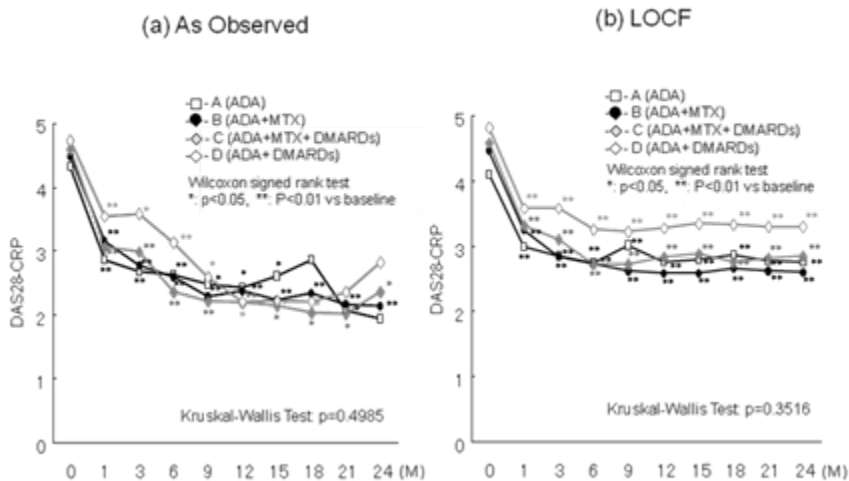 (a) As Observed
-□- A (ADA)
-●- B (ADA+MTX)
-◇- C (ADA+MTX+ DMARDs)
-◇- D (ADA+ DMARDs)
Wilcoxon signed rank test
*: p<0.05, **: P<0.01 vs baseline
DAS28-CRP
5
4
3
2
1
0
Kruskal-Wallis Test: p=0.4985
0 1 3 6 9 12 15 18 21 24 (M)
(b) LOCF
-□- A (ADA)
-●- B (ADA+MTX)
-◇- C (ADA+MTX+ DMARDs)
-◇- D (ADA+ DMARDs)
Wilcoxon signed rank test
*: p<0.05, **: P<0.01 vs baseline
DAS28-CRP
5
4
3
2
1
0
Kruskal-Wallis Test: p=0.3516
0 1 3 6 9 12 15 18 21 24 (M)